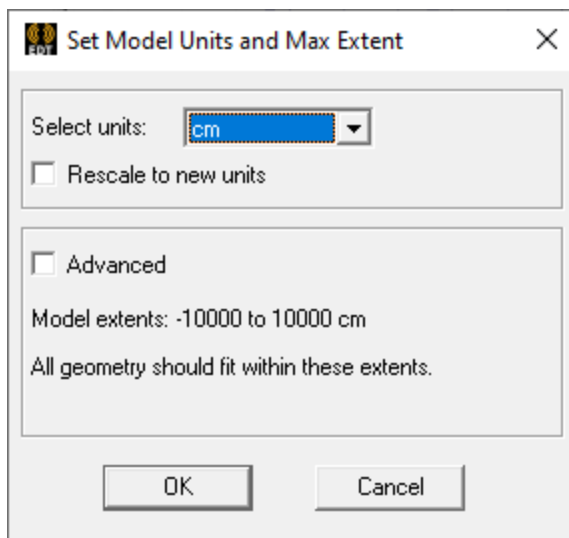 EDT
Set Model Units and Max Extent
Select units: cm
Rescale to new units
Advanced
Model extents: -10000 to 10000 cm
All geometry should fit within these extents.
OK Cancel